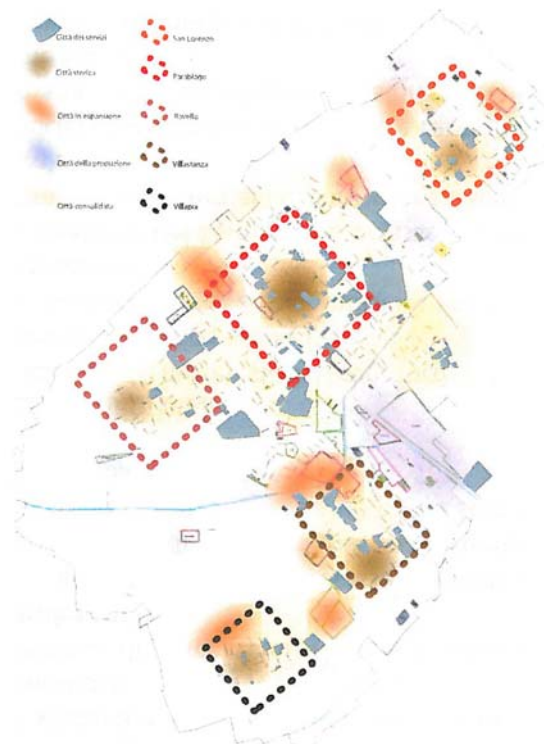 Città dei servizi
Città storica
Città in espansione
Città della produzione
Città consolidata
San Lorenzo
Parabiago
Ravello
Villastanza
Villapia